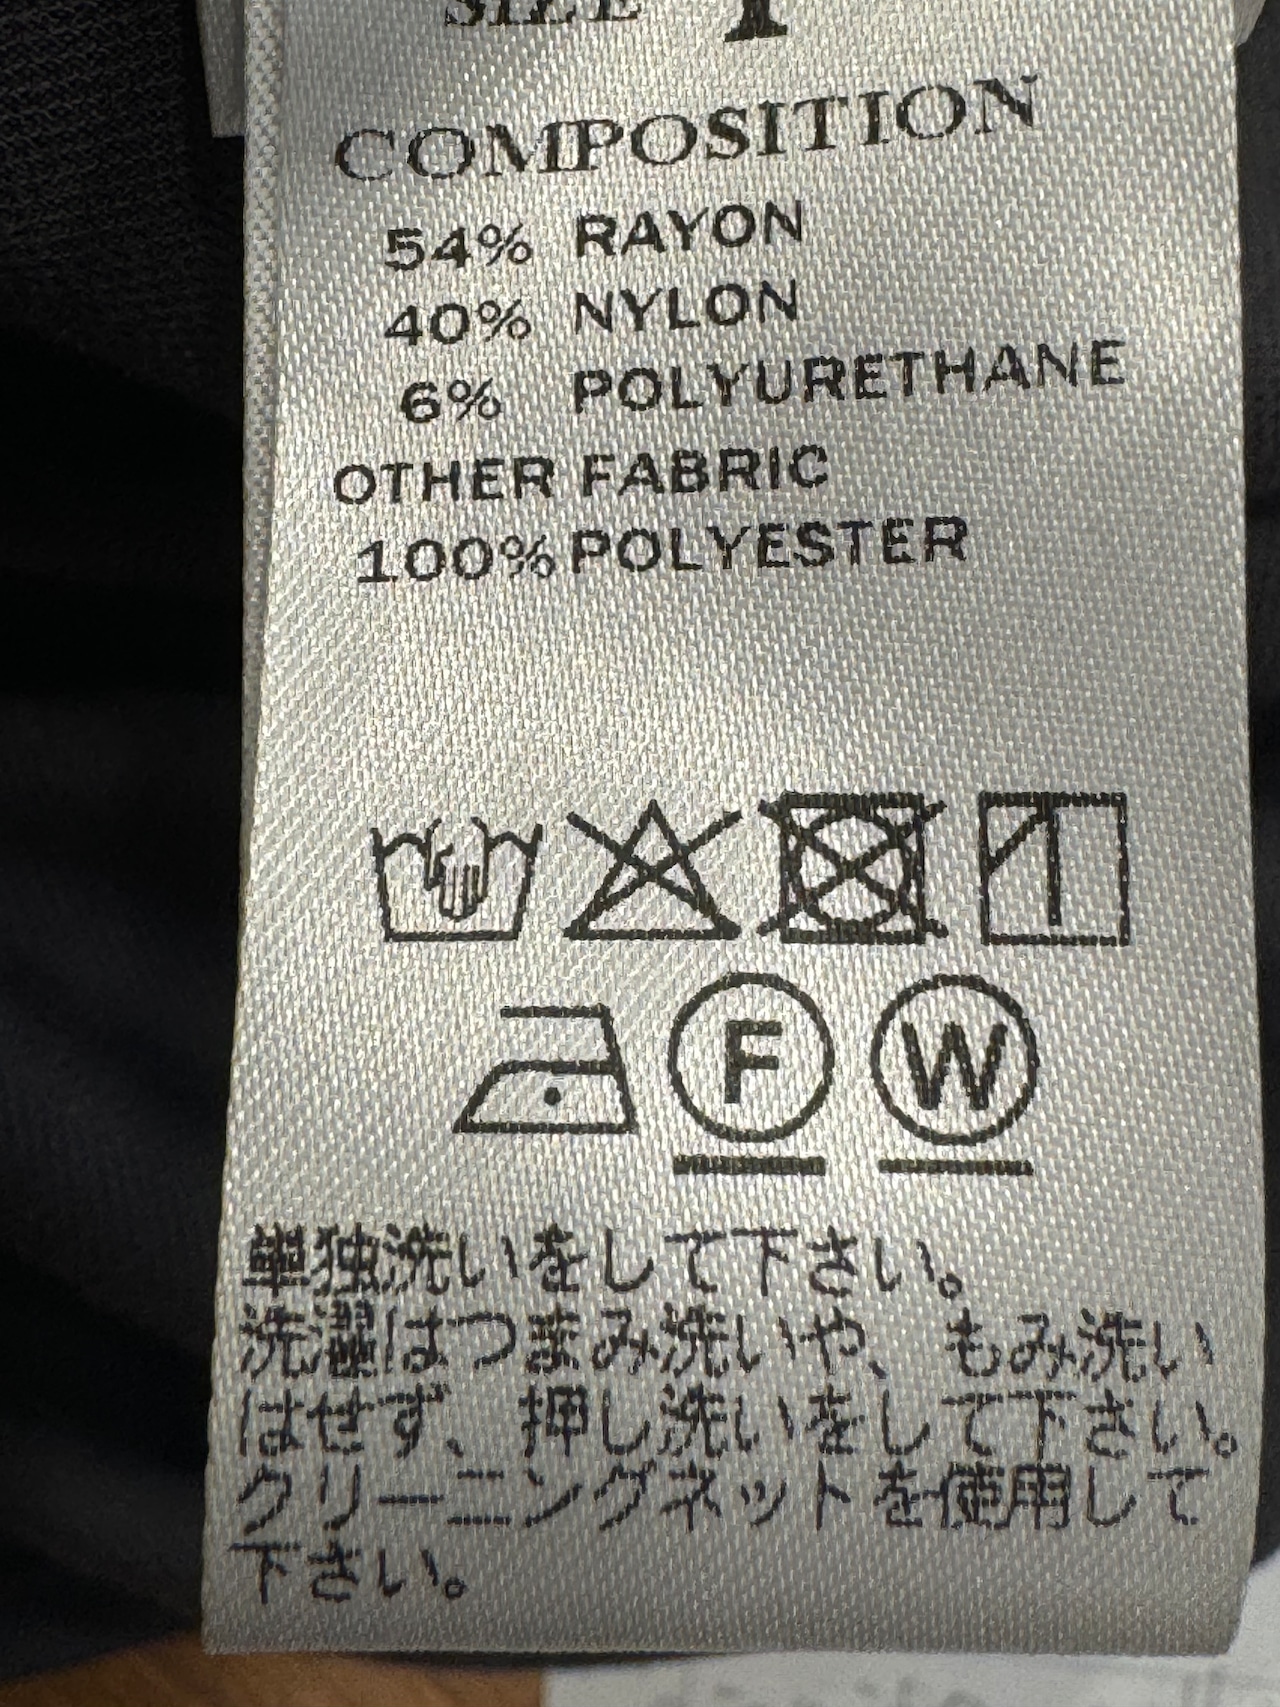 SIZE 1
COMPOSITION
54% RAYON
40% NYLON
6% POLYURETHANE
OTHER FABRIC
100% POLYESTER
F W
単独洗いをして下さい。
洗濯はつまみ洗いや、もみ洗い
はせず、押し洗いをして下さい。
クリーニングネットを使用して
下さい。